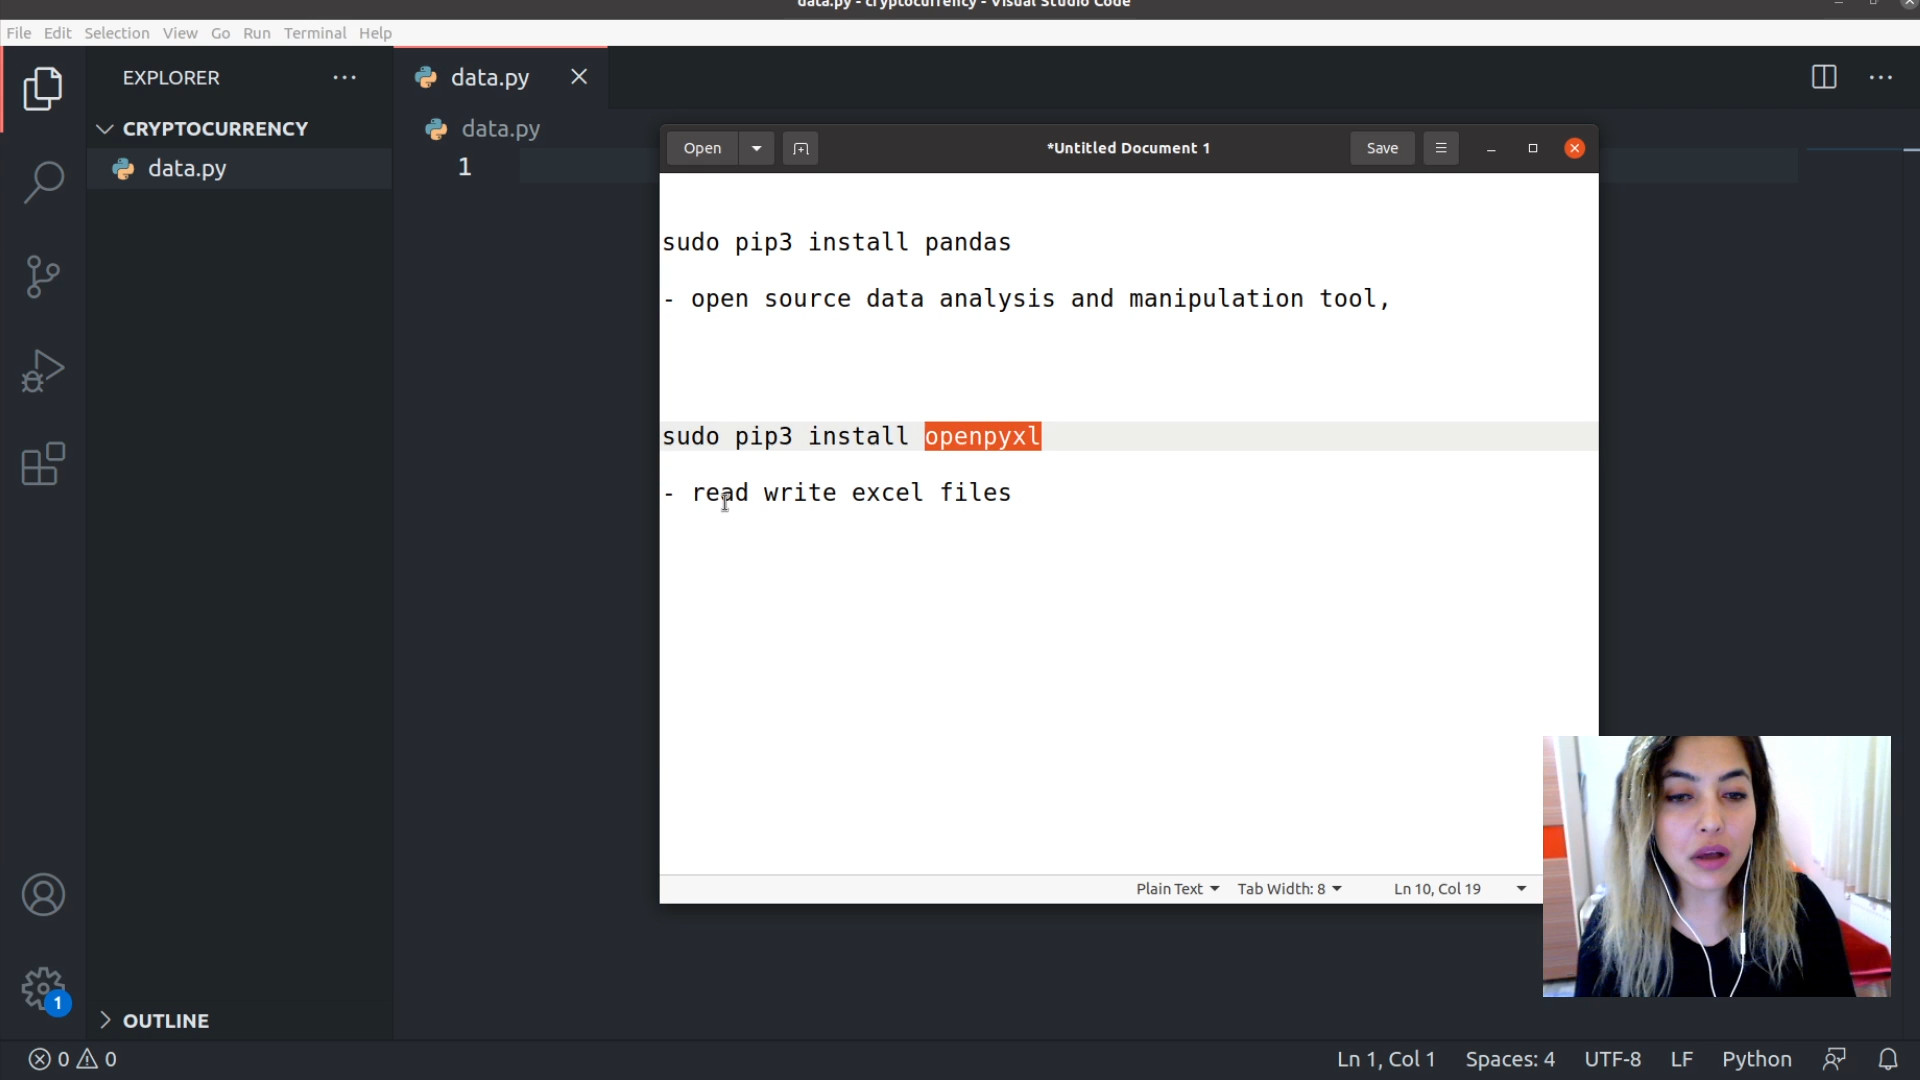 data.py - cryptocurrency - Visual Studio Code
File Edit Selection View Go Run Terminal Help
EXPLORER
data.py
CRYPTOCURRENCY
data.py
data.py
1
Open
*Untitled Document 1
Save
sudo pip3 install pandas
- open source data analysis and manipulation tool,
sudo pip3 install openpyxl
- read write excel files
Plain Text
Tab Width: 8
Ln 10, Col 19
1
OUTLINE
0 0
Ln 1, Col 1
Spaces: 4
UTF-8
LF
Python